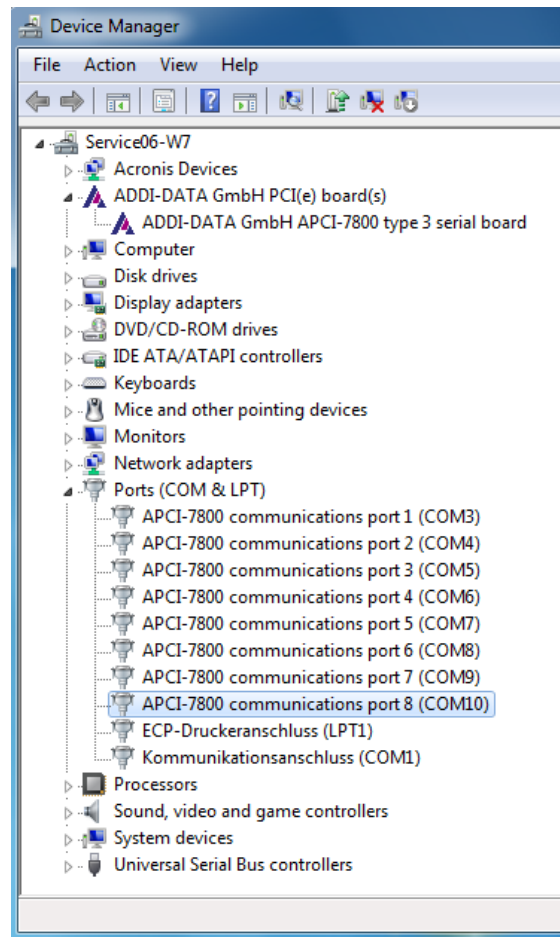 Device Manager
File Action View Help
Service06-W7
Acronis Devices
ADDI-DATA GmbH PCI(e) board(s)
ADDI-DATA GmbH APCI-7800 type 3 serial board
Computer
Disk drives
Display adapters
DVD/CD-ROM drives
IDE ATA/ATAPI controllers
Keyboards
Mice and other pointing devices
Monitors
Network adapters
Ports (COM & LPT)
APCI-7800 communications port 1 (COM3)
APCI-7800 communications port 2 (COM4)
APCI-7800 communications port 3 (COM5)
APCI-7800 communications port 4 (COM6)
APCI-7800 communications port 5 (COM7)
APCI-7800 communications port 6 (COM8)
APCI-7800 communications port 7 (COM9)
APCI-7800 communications port 8 (COM10)
ECP-Druckeranschluss (LPT1)
Kommunikationsanschluss (COM1)
Processors
Sound, video and game controllers
System devices
Universal Serial Bus controllers